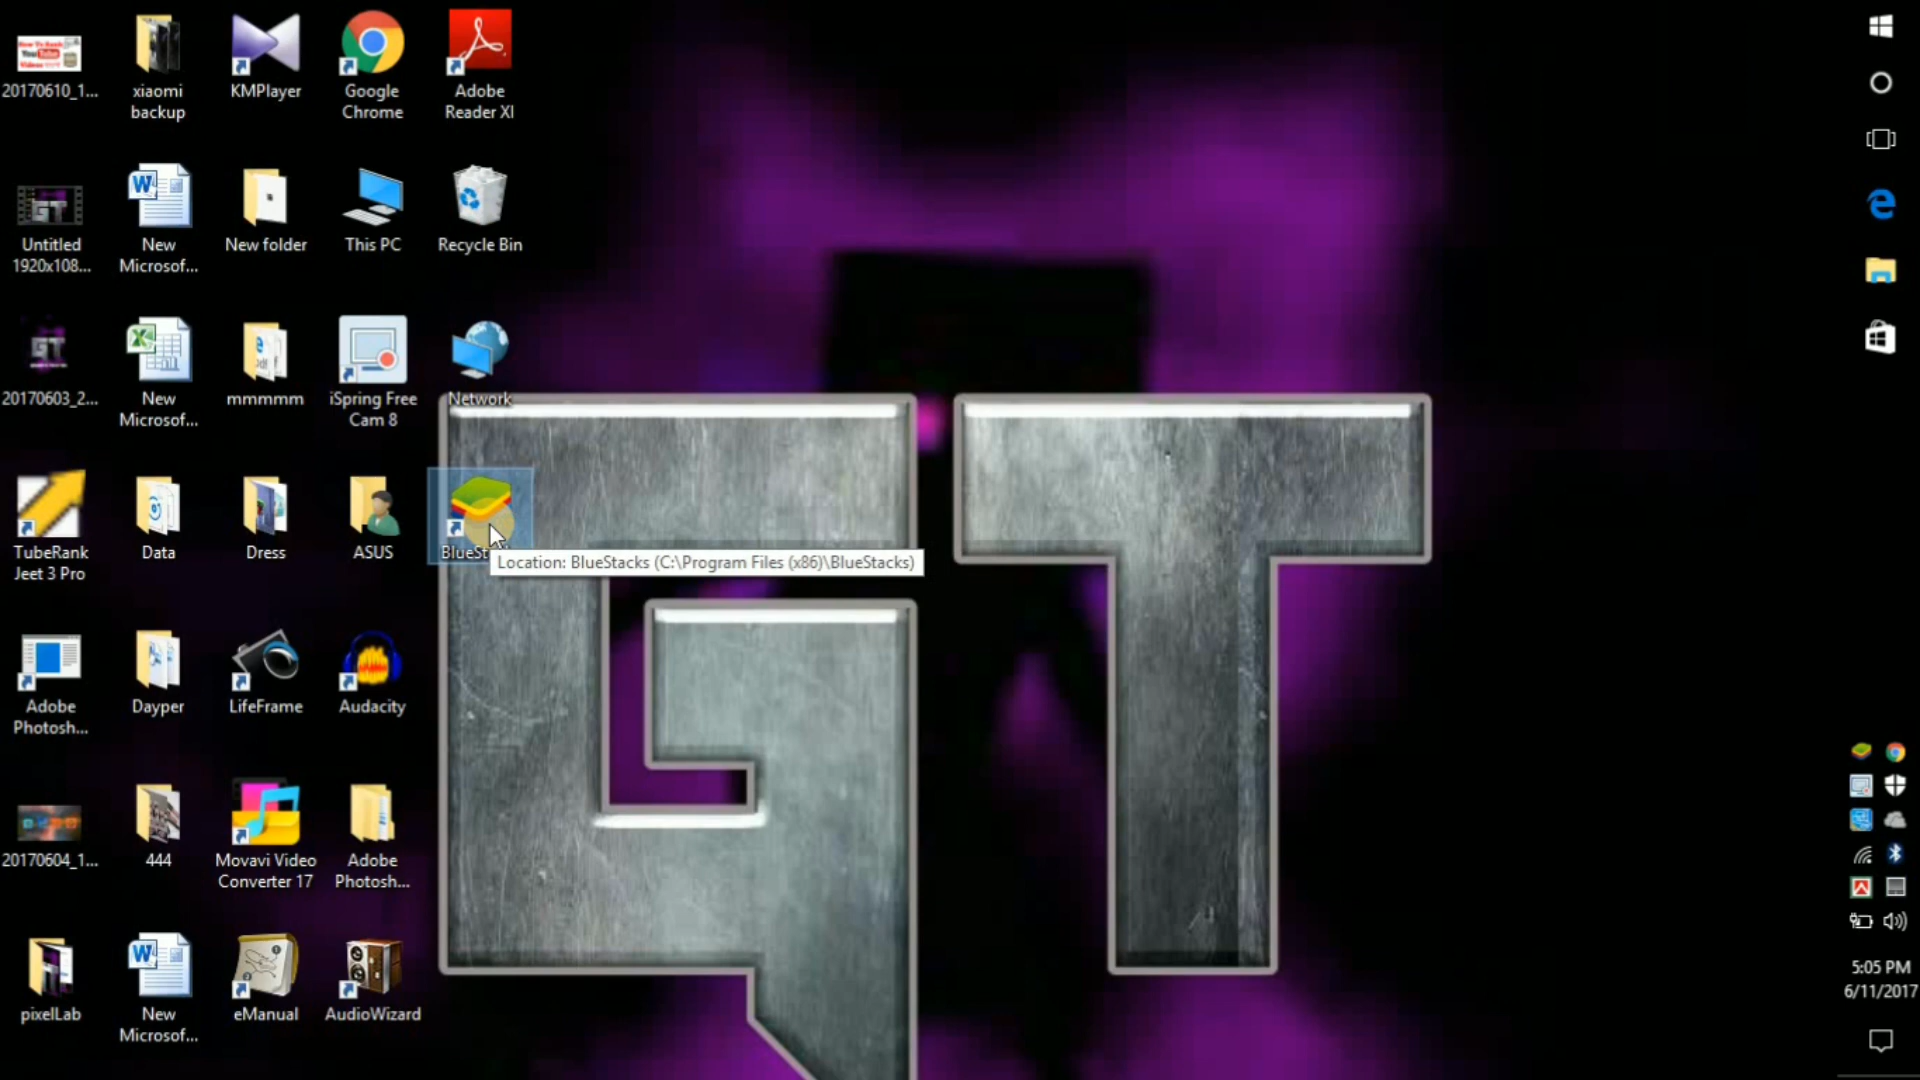 20170610_1...
xiaomi
backup
KMPlayer
Google
Chrome
Adobe
Reader XI
Untitled
1920x108...
New
Microsof...
New folder
This PC
Recycle Bin
20170603_2...
New
Microsof...
mmmmm
iSpring Free
Cam 8
Network
TubeRank
Jeet 3 Pro
Data
Dress
ASUS
BlueSt
Location: BlueStacks (C:\Program Files (x86)\BlueStacks)
Adobe
Photosh...
Dayper
LifeFrame
Audacity
20170604_1...
444
Movavi Video
Converter 17
Adobe
Photosh...
pixelLab
New
Microsof...
eManual
AudioWizard
GT
5:05 PM
6/11/2017